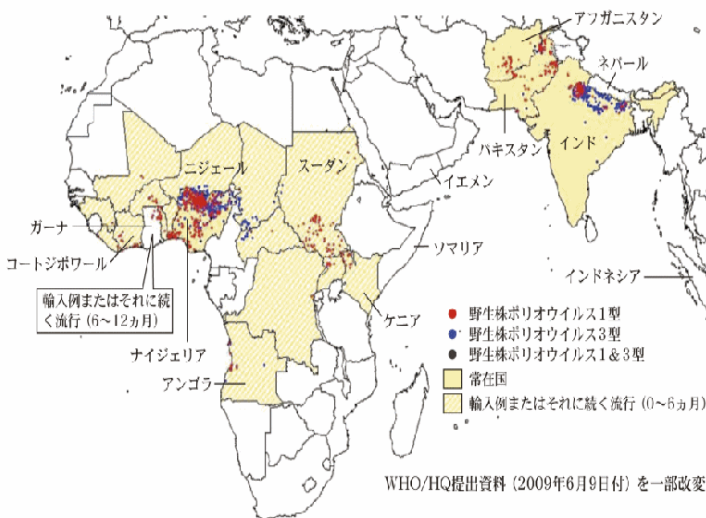 アフガニスタン
ネパール
ニジェール
スーダン
パキスタン
インド
イエメン
ガーナ
ソマリア
コートジボワール
インドネシア
輸入例またはそれに続
く流行 (6〜12ヵ月)
ケニア
ナイジェリア
アンゴラ
野生株ポリオウイルス1型
野生株ポリオウイルス3型
野生株ポリオウイルス1&3型
常在国
輸入例またはそれに続く流行 (0〜6ヵ月)
WHO/HQ提出資料 (2009年6月9日付) を一部改変